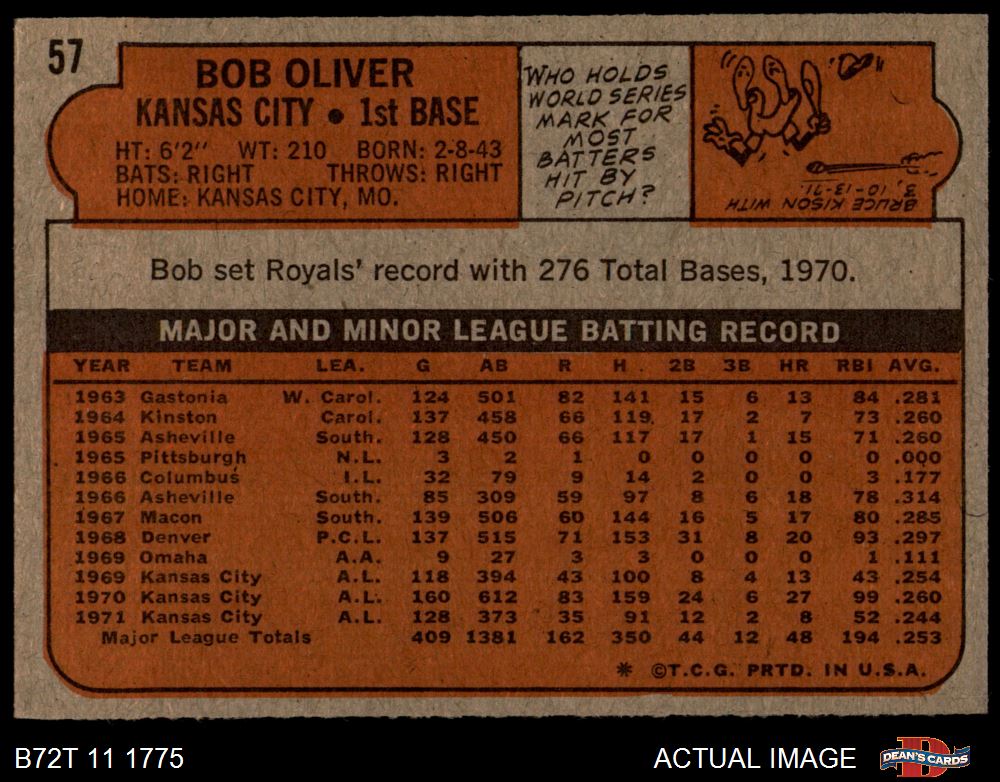 57
BOB OLIVER
KANSAS CITY • 1st BASE
HT: 6'2" WT: 210 BORN: 2-8-43
BATS: RIGHT THROWS: RIGHT
HOME: KANSAS CITY, MO.
WHO HOLDS
WORLD SERIES
MARK FOR
MOST
BATTERS
HIT BY
PITCH?
BRUCE KISON WITH
3, 10-13-71.
Bob set Royals' record with 276 Total Bases, 1970.
MAJOR AND MINOR LEAGUE BATTING RECORD
YEAR TEAM LEA. G AB R H 2B 3B HR RBI AVG.
1963 Gastonia W. Carol. 124 501 82 141 15 6 13 84 .281
1964 Kinston Carol. 137 458 66 119 17 2 7 73 .260
1965 Asheville South. 128 450 66 117 17 1 15 71 .260
1965 Pittsburgh N.L. 3 2 1 0 0 0 0 0 .000
1966 Columbus I.L. 32 79 9 14 2 0 0 3 .177
1966 Asheville South. 85 309 59 97 8 6 18 78 .314
1967 Macon South. 139 506 60 144 16 5 17 80 .285
1968 Denver P.C.L. 137 515 71 153 31 8 20 93 .297
1969 Omaha A.A. 9 27 3 3 0 0 0 1 .111
1969 Kansas City A.L. 118 394 43 100 8 4 13 43 .254
1970 Kansas City A.L. 160 612 83 159 24 6 27 99 .260
1971 Kansas City A.L. 128 373 35 91 12 2 8 52 .244
Major League Totals 409 1381 162 350 44 12 48 194 .253
* ©T.C.G. PRTD. IN U.S.A.
B72T 11 1775
ACTUAL IMAGE
DEAN'S CARDS